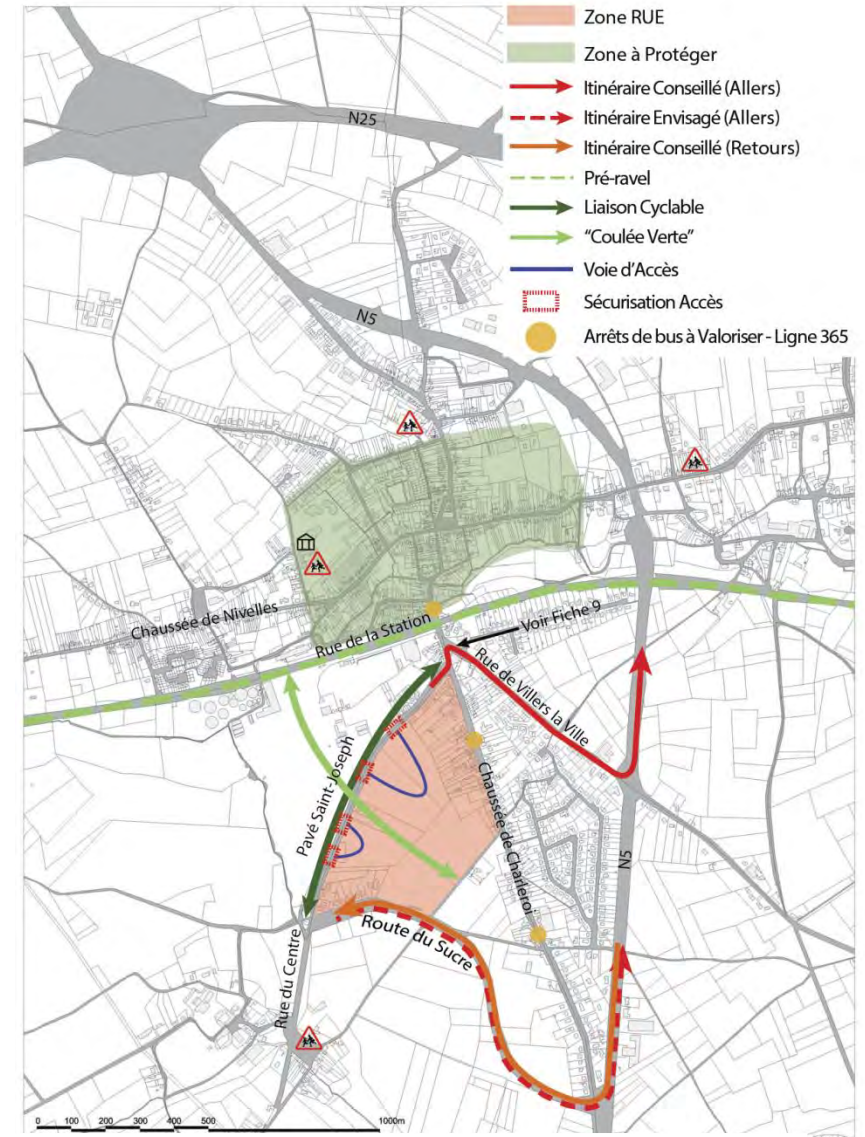 Zone RUE
Zone à Protéger
Itinéraire Conseillé (Allers)
Itinéraire Envisagé (Allers)
Itinéraire Conseillé (Retours)
Pré-ravel
Liaison Cyclable
"Coulée Verte"
Voie d'Accès
Sécurisation Accès
Arrêts de bus à Valoriser - Ligne 365
N25
N5
Chaussée de Nivelles
Rue de la Station
Voir Fiche 9
Rue de Villers la Ville
Pavé Saint-Joseph
Chaussée de Charleroi
N5
Route du Sucre
Rue du Centre
0 100 200 300 400 500 1000m